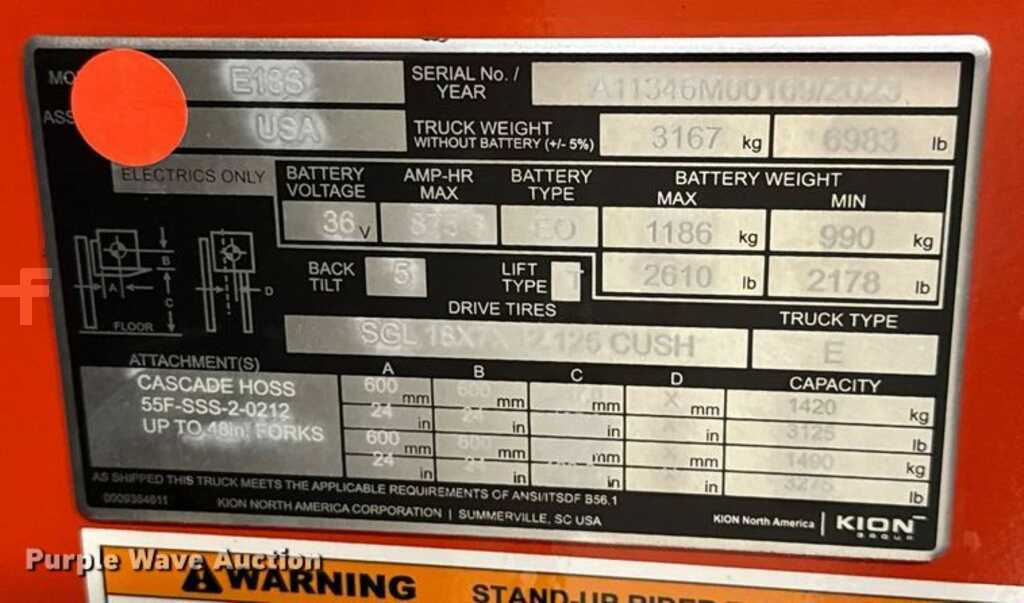 E18S
SERIAL No. /
YEAR
A11346M00169/2023
USA
TRUCK WEIGHT
WITHOUT BATTERY (+/- 5%)
3167 kg
6983 lb
ELECTRICS ONLY
BATTERY
VOLTAGE
AMP-HR
MAX
BATTERY
TYPE
BATTERY WEIGHT
MAX
MIN
36 V
EO
1186 kg
990 kg
2610 lb
2178 lb
BACK
TILT
5
LIFT
TYPE
T
A
B
C
D
FLOOR
DRIVE TIRES
SGL 18X7X12.125 CUSH
TRUCK TYPE
E
ATTACHMENT(S)
CASCADE HOSS
55F-SSS-2-0212
UP TO 48in. FORKS
A B C D
CAPACITY
600 mm 600 mm mm X mm 1420 kg
24 in 24 in in X in 3125 lb
600 mm 600 mm mm mm 1490 kg
24 in 24 in in in 3275 lb
AS SHIPPED THIS TRUCK MEETS THE APPLICABLE REQUIREMENTS OF ANSI/ITSDF B56.1
0009384611
KION NORTH AMERICA CORPORATION | SUMMERVILLE, SC USA
KION North America | KION
GROUP
Purple Wave Auction
WARNING
STAND-UP RIDER